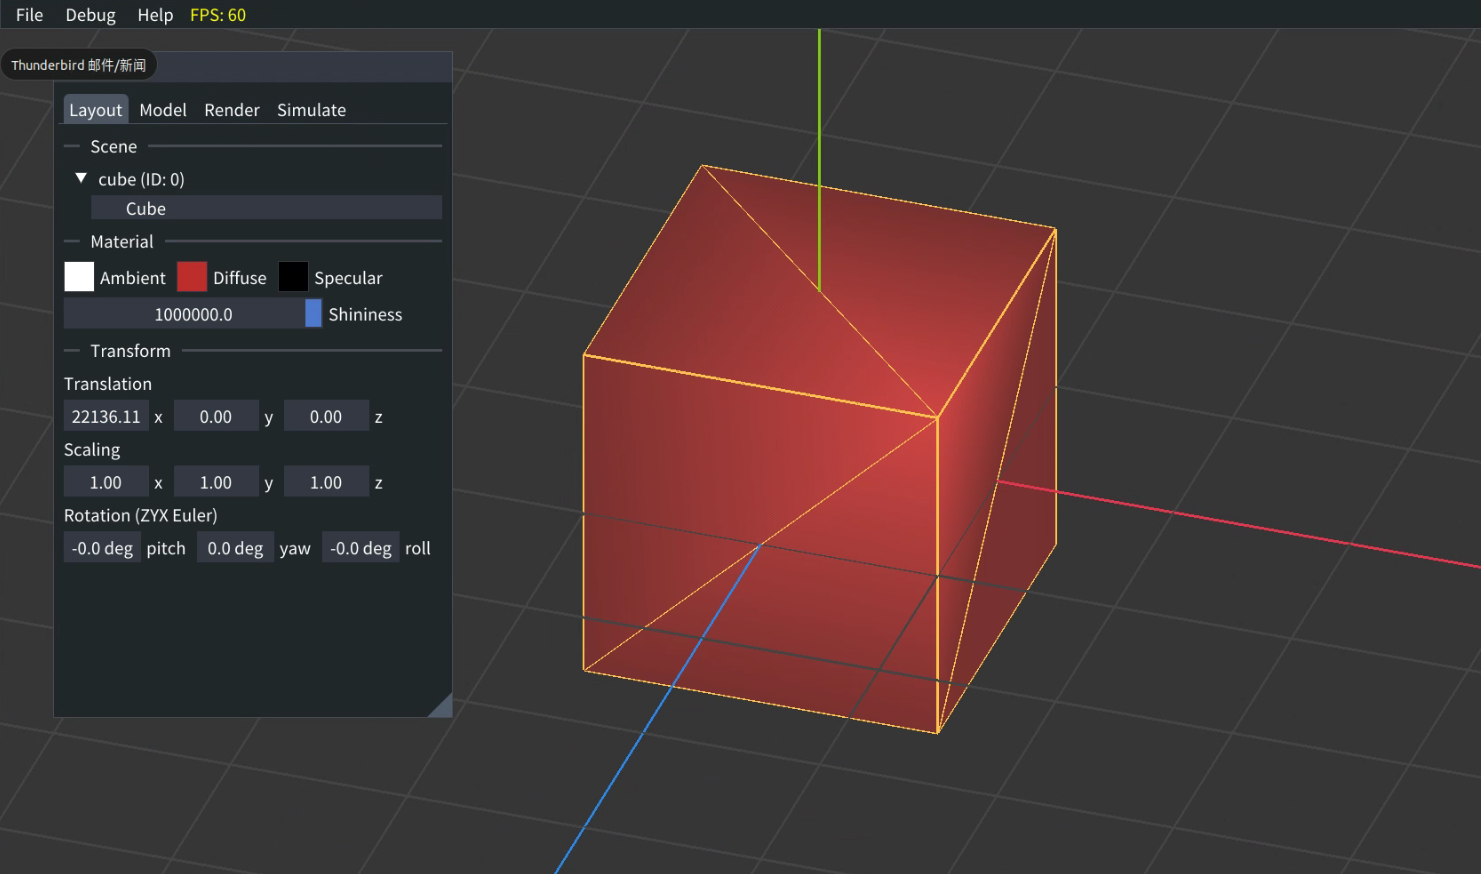 File Debug Help FPS: 60
Thunderbird 邮件/新闻
Layout Model Render Simulate
Scene
cube (ID: 0)
Cube
Material
Ambient Diffuse Specular
1000000.0 Shininess
Transform
Translation
22136.11 x 0.00 y 0.00 z
Scaling
1.00 x 1.00 y 1.00 z
Rotation (ZYX Euler)
-0.0 deg pitch 0.0 deg yaw -0.0 deg roll